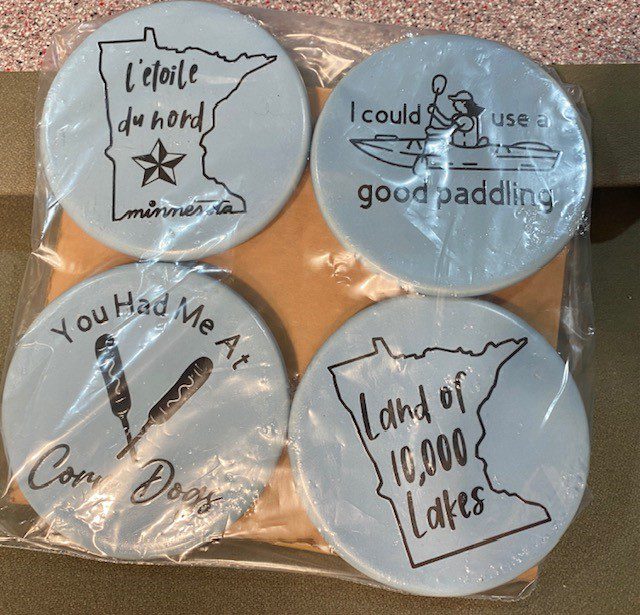 l'etoile
du nord
minnesota
I could use a
good paddling
You Had Me At
Corn Dogs
Land of
10,000
Lakes